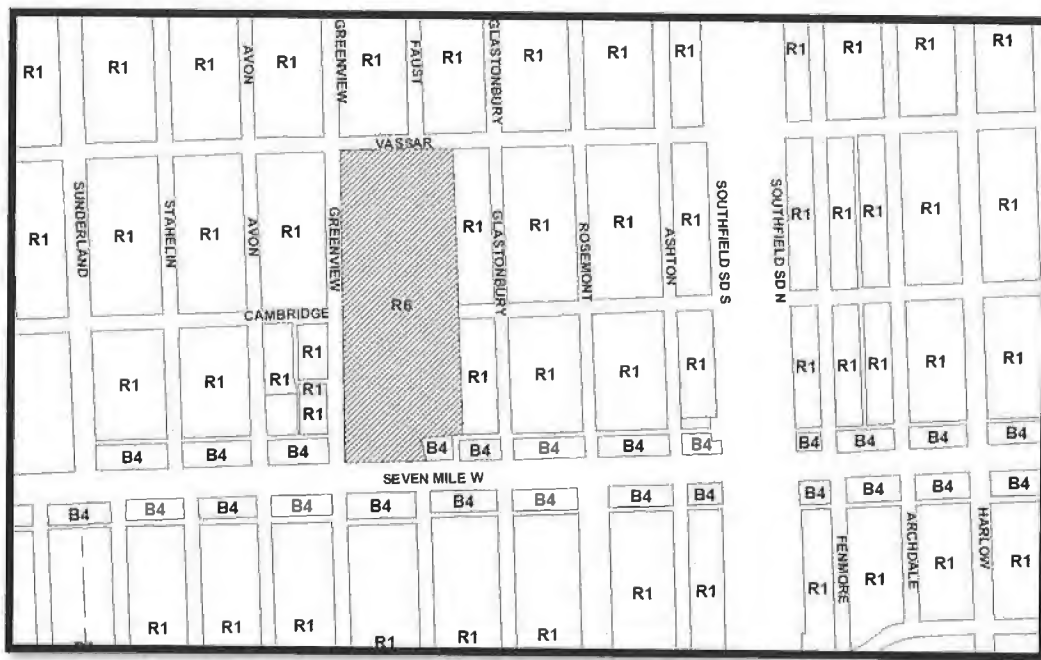 R1 R1 R1 R1 R1 R1 R1 R1 R1 R1 R1 R1 R1
AVON
GREENVIEW
FAUST
GLASTONBURY
VASSAR
SUNDERLAND
STAHELIN
AVON
GREENVIEW
GLASTONBURY
ROSEMONT
ASHTON
SOUTHFIELD SD S
SOUTHFIELD SD N
R1 R1 R1 R1 R1 R1 R1 R1 R1 R1 R1 R1 R1
R6
CAMBRIDGE
R1 R1 R1 R1 R1 R1 R1 R1 R1 R1 R1 R1 R1 R1 R1
B4 B4 B4 B4 B4 B4 B4 B4 B4 B4 B4 B4
SEVEN MILE W
B4 B4 B4 B4 B4 B4 B4 B4 B4 B4 B4 B4 B4
FENMORE
ARCHDALE
HARLOW
R1 R1 R1 R1 R1 R1 R1 R1 R1 R1 R1 R1